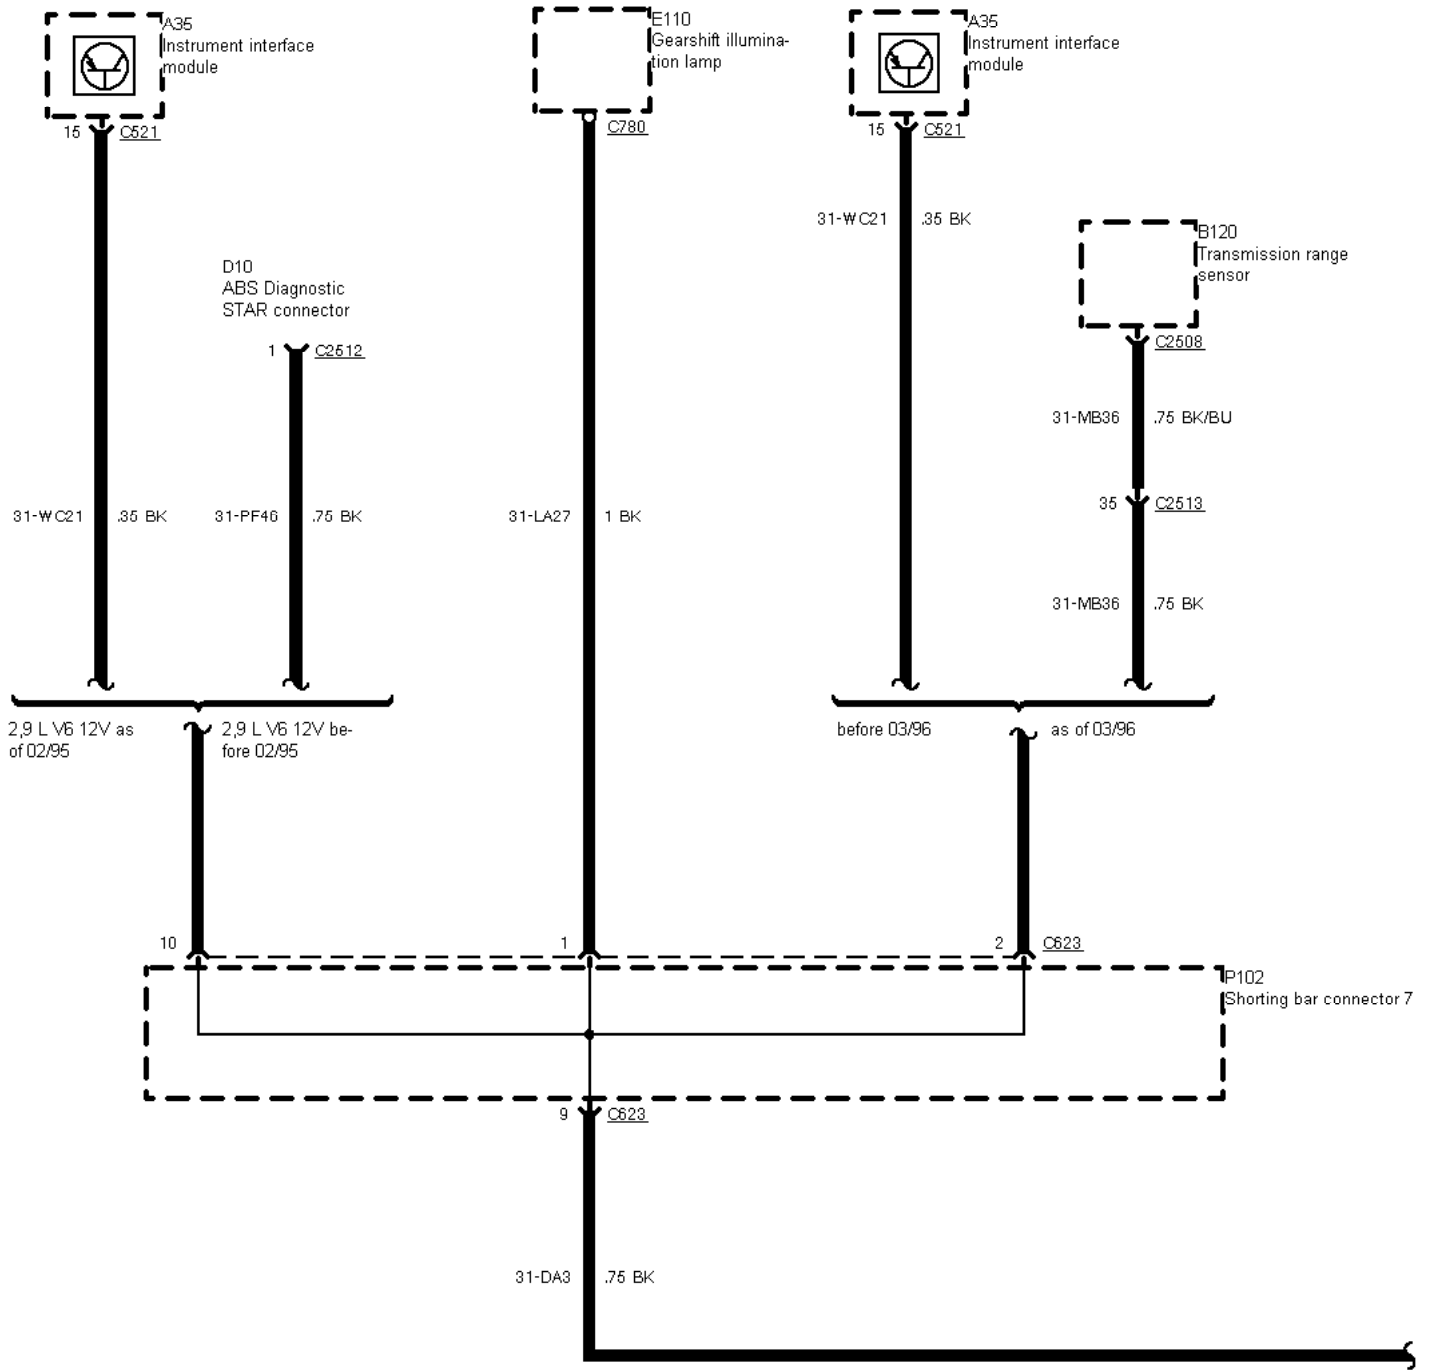 A35
Instrument interface
module
15
C521
E110
Gearshift illumina-
tion lamp
C780
A35
Instrument interface
module
15
C521
31-WC21
.35 BK
B120
Transmission range
sensor
C2508
D10
ABS Diagnostic
STAR connector
1
C2512
31-MB36
.75 BK/BU
35
C2513
31-WC21
.35 BK
31-PF46
.75 BK
31-LA27
1 BK
31-MB36
.75 BK
2,9 L V6 12V as
of 02/95
2,9 L V6 12V be-
fore 02/95
before 03/96
as of 03/96
10
1
2
C623
P102
Shorting bar connector 7
9
C623
31-DA3
.75 BK